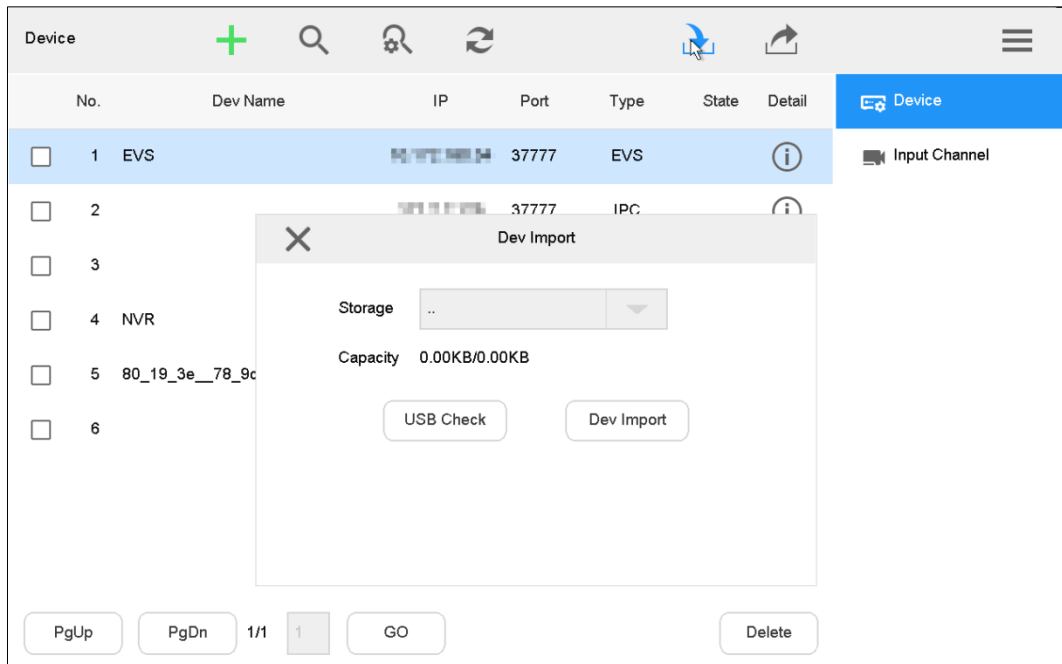 Device
No. Dev Name IP Port Type State Detail
Device
1 EVS 37777 EVS
Input Channel
2 37777 IPC
Dev Import
3
Storage ..
4 NVR
Capacity 0.00KB/0.00KB
5 80_19_3e__78_9c
USB Check Dev Import
6
PgUp PgDn 1/1 1 GO Delete